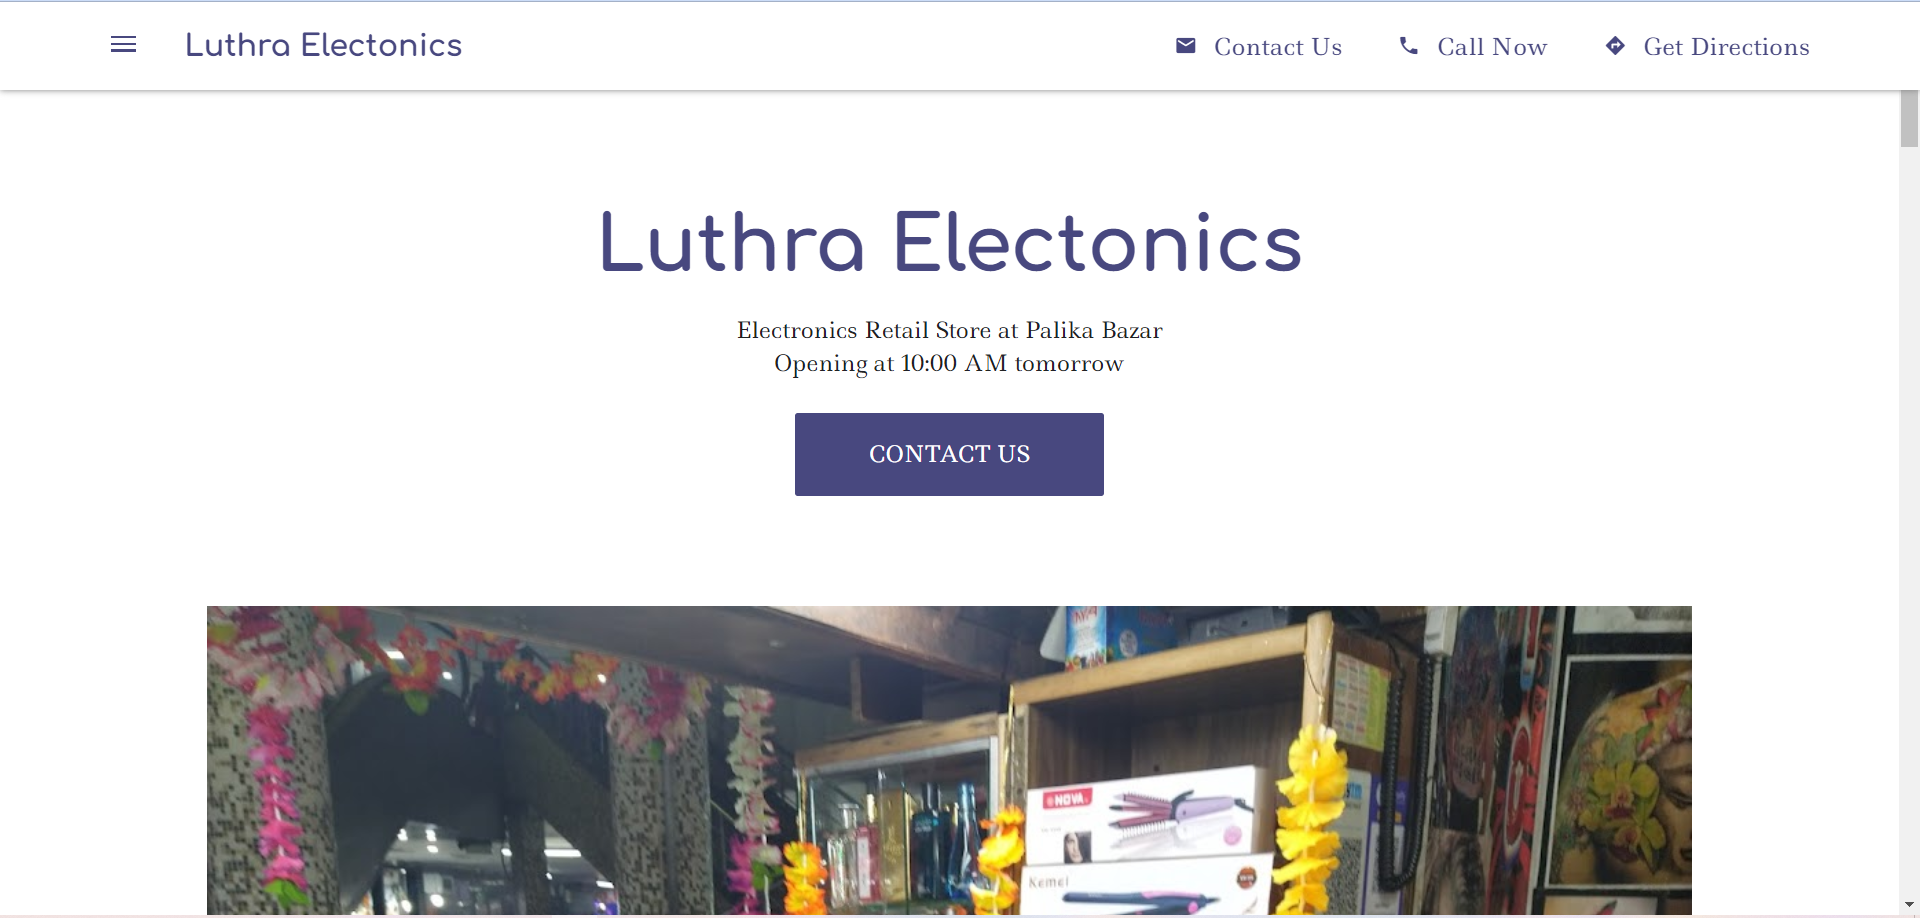 Luthra Electonics
Contact Us
Call Now
Get Directions
Luthra Electonics
Electronics Retail Store at Palika Bazar
Opening at 10:00 AM tomorrow
CONTACT US
NOVA
Kemei